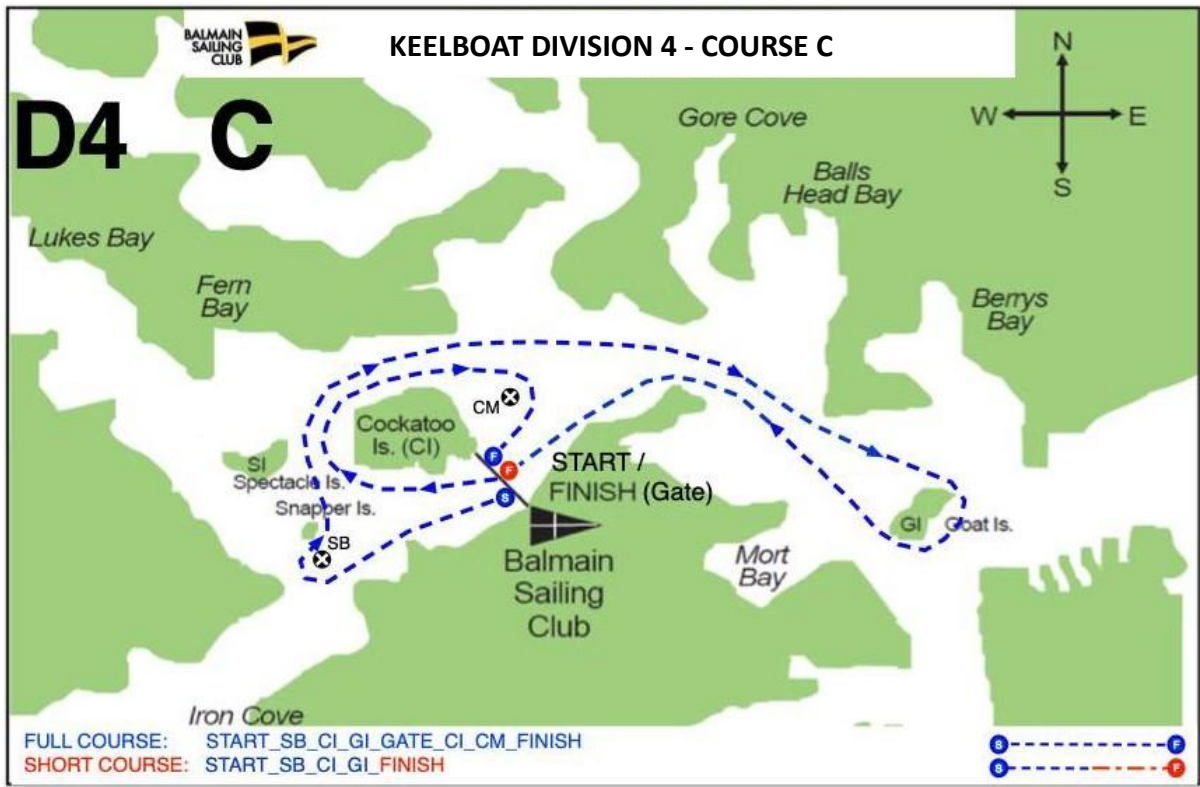 BALMAIN
SAILING
CLUB
KEELBOAT DIVISION 4 - COURSE C
D4 C
N
W E
S
Gore Cove
Balls
Head Bay
Lukes Bay
Fern
Bay
Berrys
Bay
CM
Cockatoo
Is. (CI)
F
F
S
START /
FINISH (Gate)
SI
Spectacle Is.
Snapper Is.
SB
GI
Goat Is.
Balmain
Sailing
Club
Mort
Bay
Iron Cove
FULL COURSE: START_SB_CI_GI_GATE_CI_CM_FINISH
SHORT COURSE: START_SB_CI_GI_FINISH
S F
S F